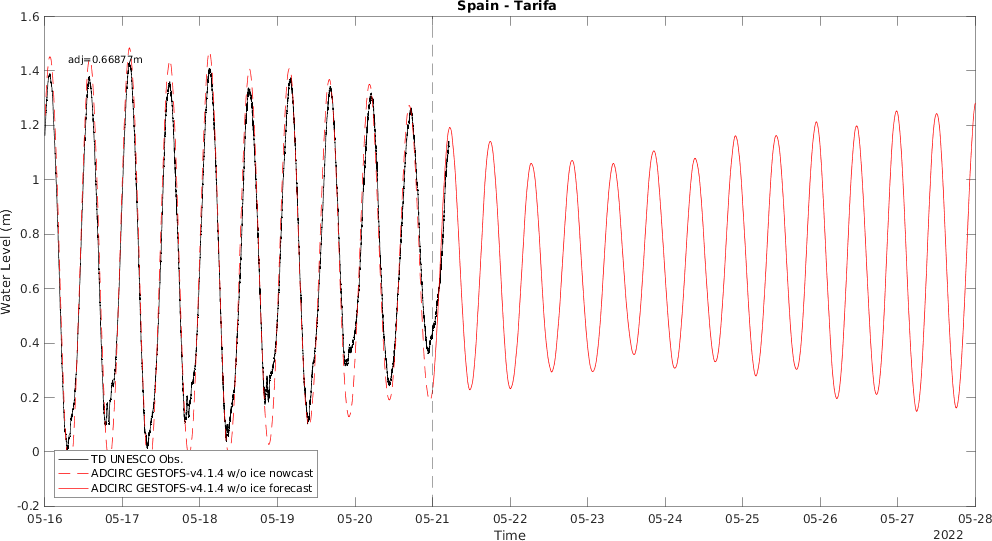 Spain - Tarifa
1.6
1.4
1.2
1
0.8
0.6
0.4
0.2
0
-0.2
Water Level (m)
adj=0.66877m
TD UNESCO Obs.
ADCIRC GESTOFS-v4.1.4 w/o ice nowcast
ADCIRC GESTOFS-v4.1.4 w/o ice forecast
05-16 05-17 05-18 05-19 05-20 05-21 05-22 05-23 05-24 05-25 05-26 05-27 05-28
Time
2022